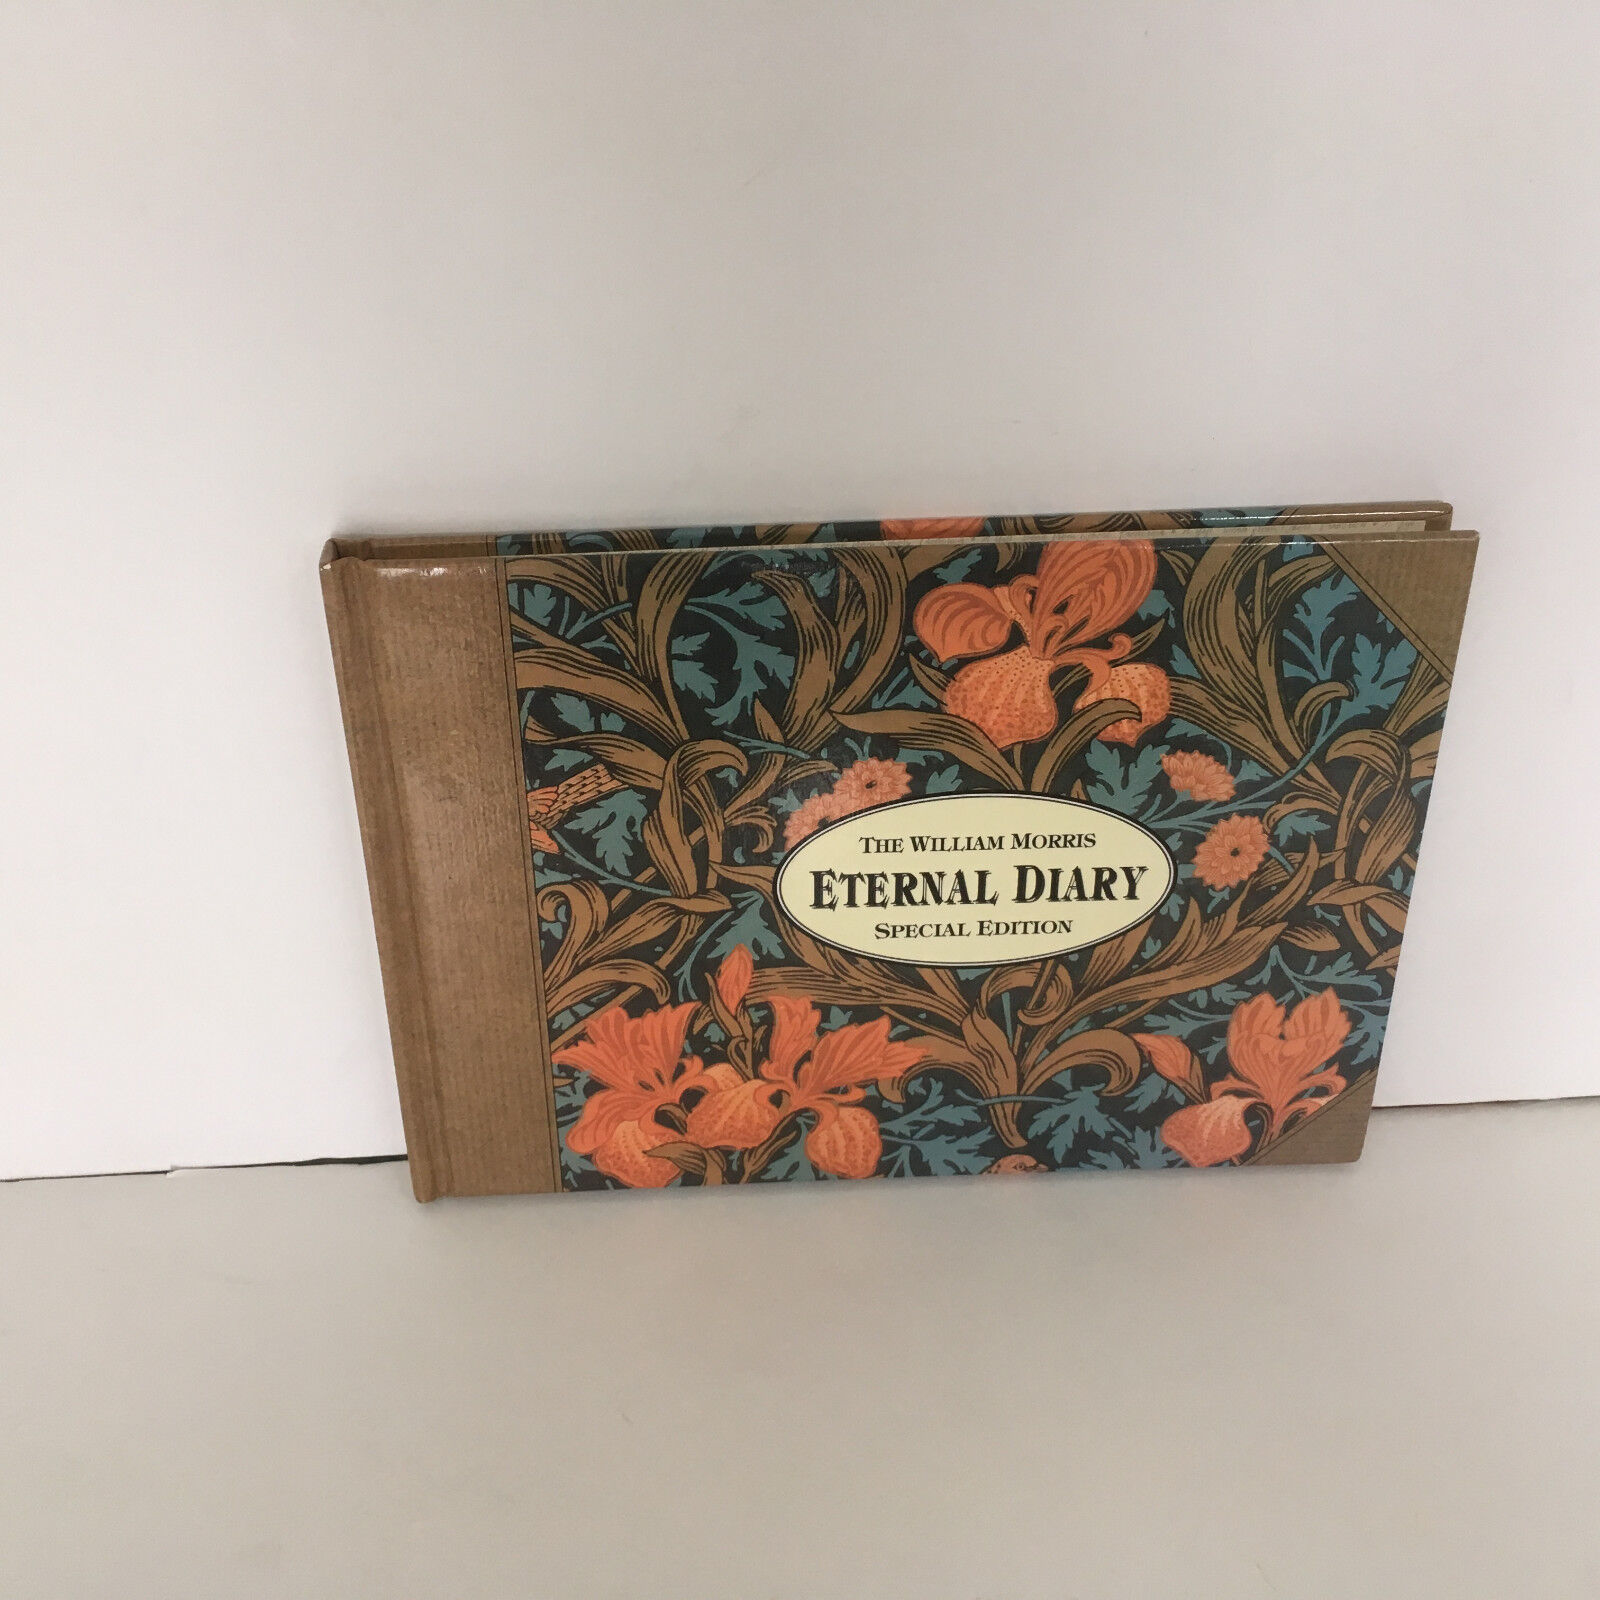 THE WILLIAM MORRIS
ETERNAL DIARY
SPECIAL EDITION